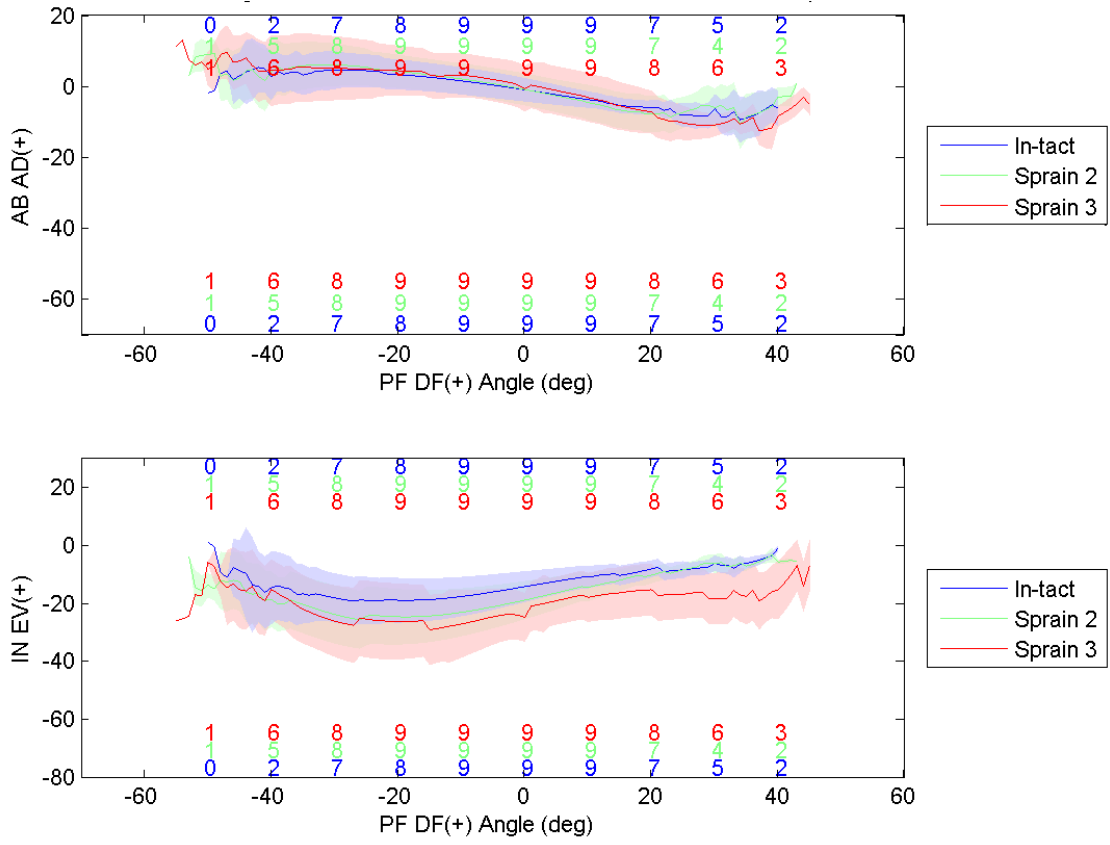 20
0
-20
-40
-60
AB AD(+)
0 2 7 8 9 9 9 7 5 2
1 5 8 9 9 9 9 7 4 2
1 6 8 9 9 9 9 8 6 3
1 6 8 9 9 9 9 8 6 3
1 5 8 9 9 9 9 7 4 2
0 2 7 8 9 9 9 7 5 2
-60 -40 -20 0 20 40 60
PF DF(+) Angle (deg)
In-tact
Sprain 2
Sprain 3
20
0
-20
-40
-60
-80
IN EV(+)
0 2 7 8 9 9 9 7 5 2
1 5 8 9 9 9 9 7 4 2
1 6 8 9 9 9 9 8 6 3
1 6 8 9 9 9 9 8 6 3
1 5 8 9 9 9 9 7 4 2
0 2 7 8 9 9 9 7 5 2
-60 -40 -20 0 20 40 60
PF DF(+) Angle (deg)
In-tact
Sprain 2
Sprain 3